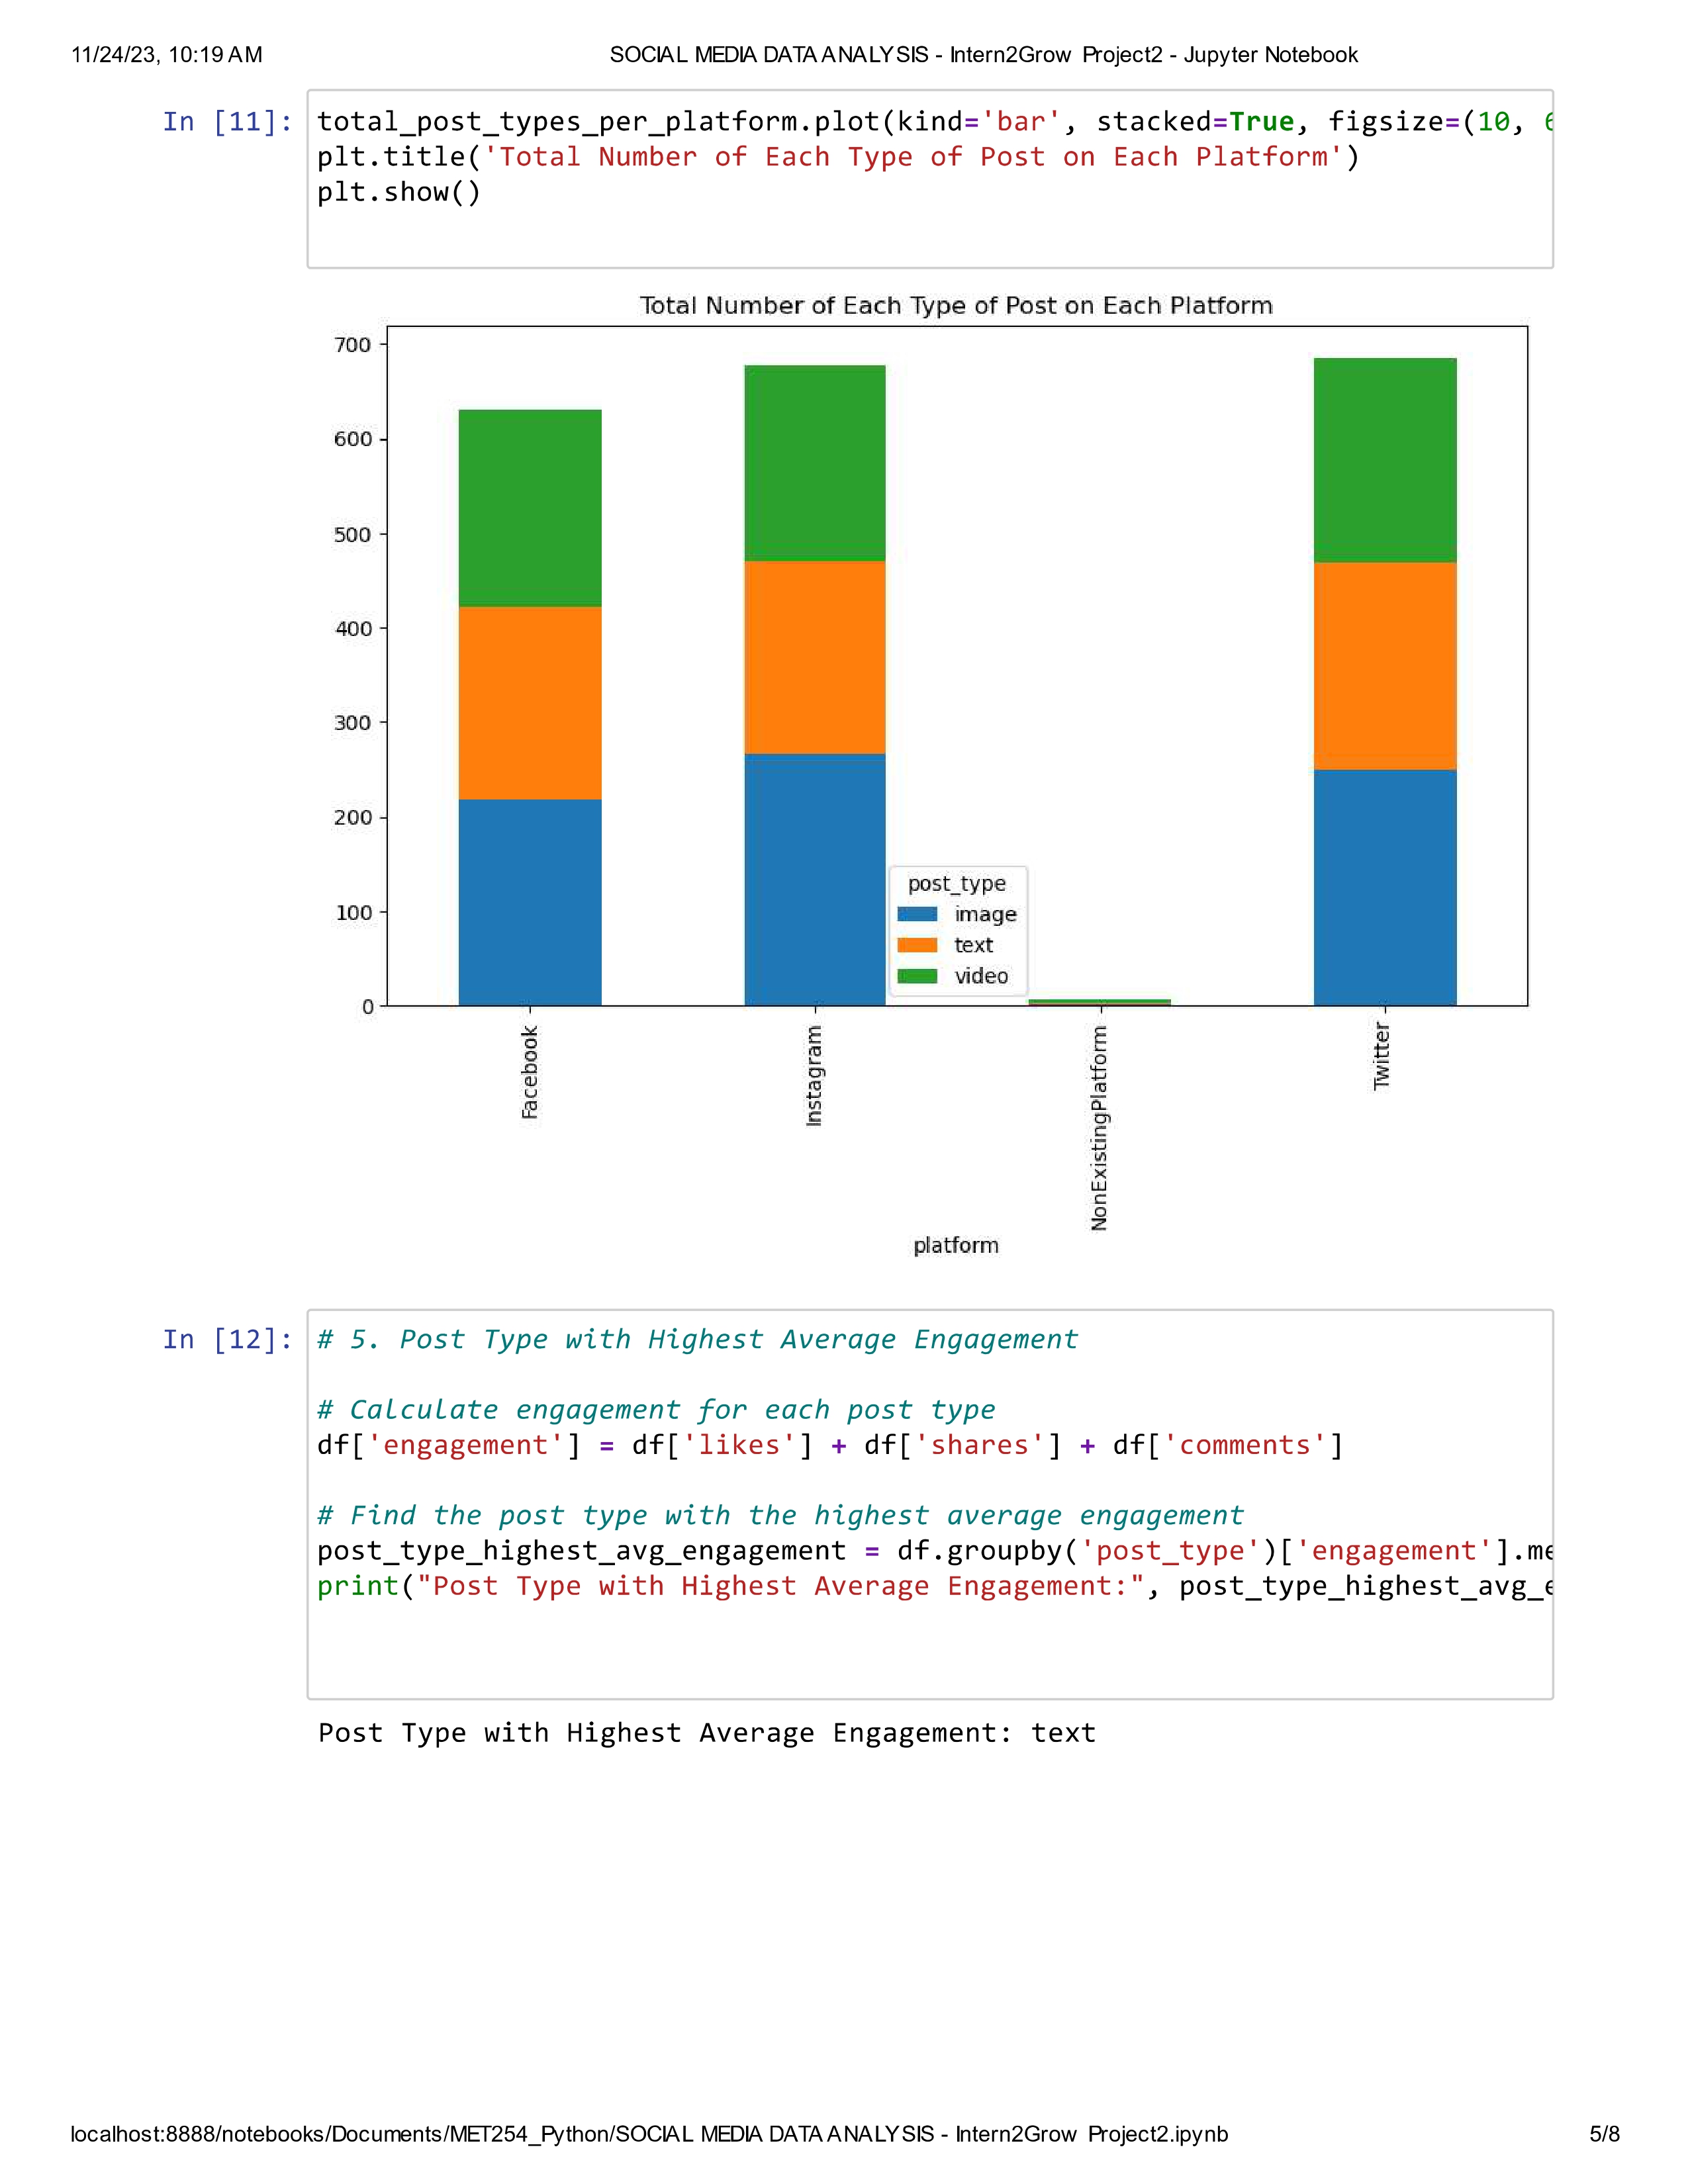 11/24/23, 10:19 AM SOCIAL MEDIA DATA ANALYSIS - Intern2Grow Project2 - Jupyter Notebook
In [11]: total_post_types_per_platform.plot(kind='bar', stacked=True, figsize=(10, 6
plt.title('Total Number of Each Type of Post on Each Platform')
plt.show()
Total Number of Each Type of Post on Each Platform
700
600
500
400
300
200
100
0
post_type
image
text
video
Facebook
Instagram
NonExistingPlatform
Twitter
platform
In [12]: # 5. Post Type with Highest Average Engagement
# Calculate engagement for each post type
df['engagement'] = df['likes'] + df['shares'] + df['comments']
# Find the post type with the highest average engagement
post_type_highest_avg_engagement = df.groupby('post_type')['engagement'].me
print("Post Type with Highest Average Engagement:", post_type_highest_avg_e
Post Type with Highest Average Engagement: text
localhost:8888/notebooks/Documents/MET254_Python/SOCIAL MEDIA DATA ANALYSIS - Intern2Grow Project2.ipynb 5/8